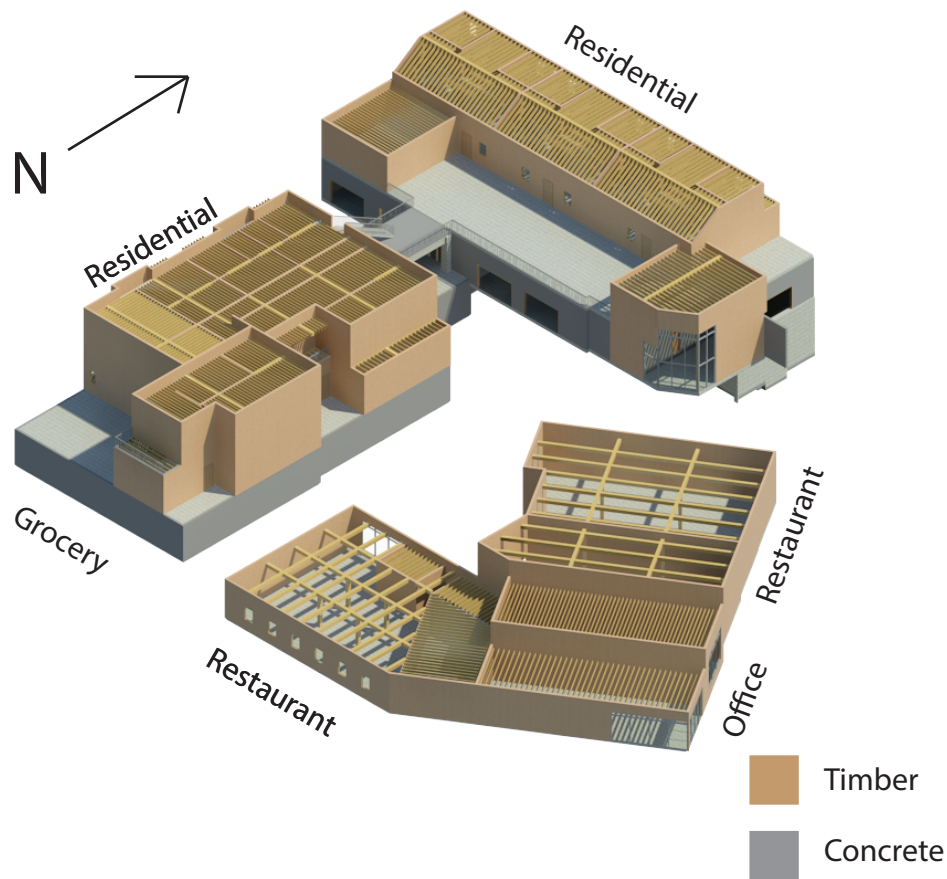 Residential
N
Residential
Grocery
Restaurant
Restaurant
Office
Timber
Concrete